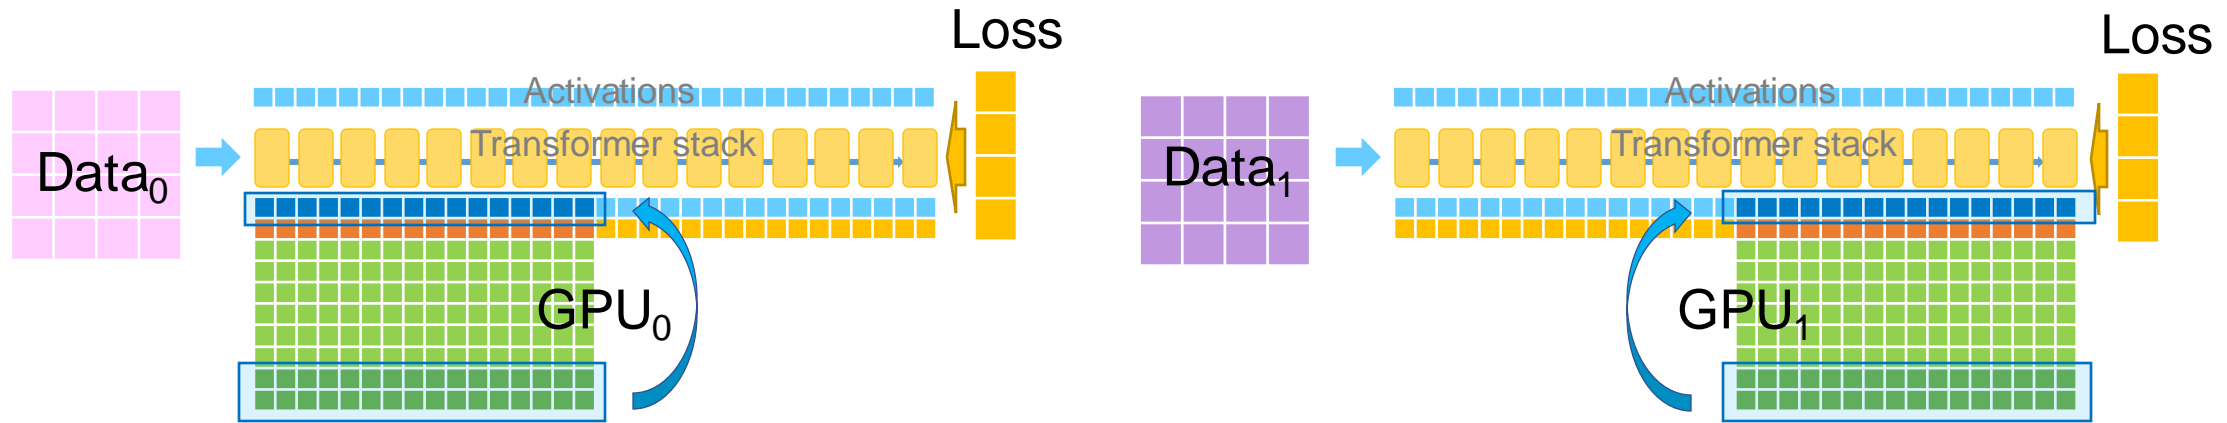 Loss
Activations
Transformer stack
Data0
GPU0
Loss
Activations
Transformer stack
Data1
GPU1